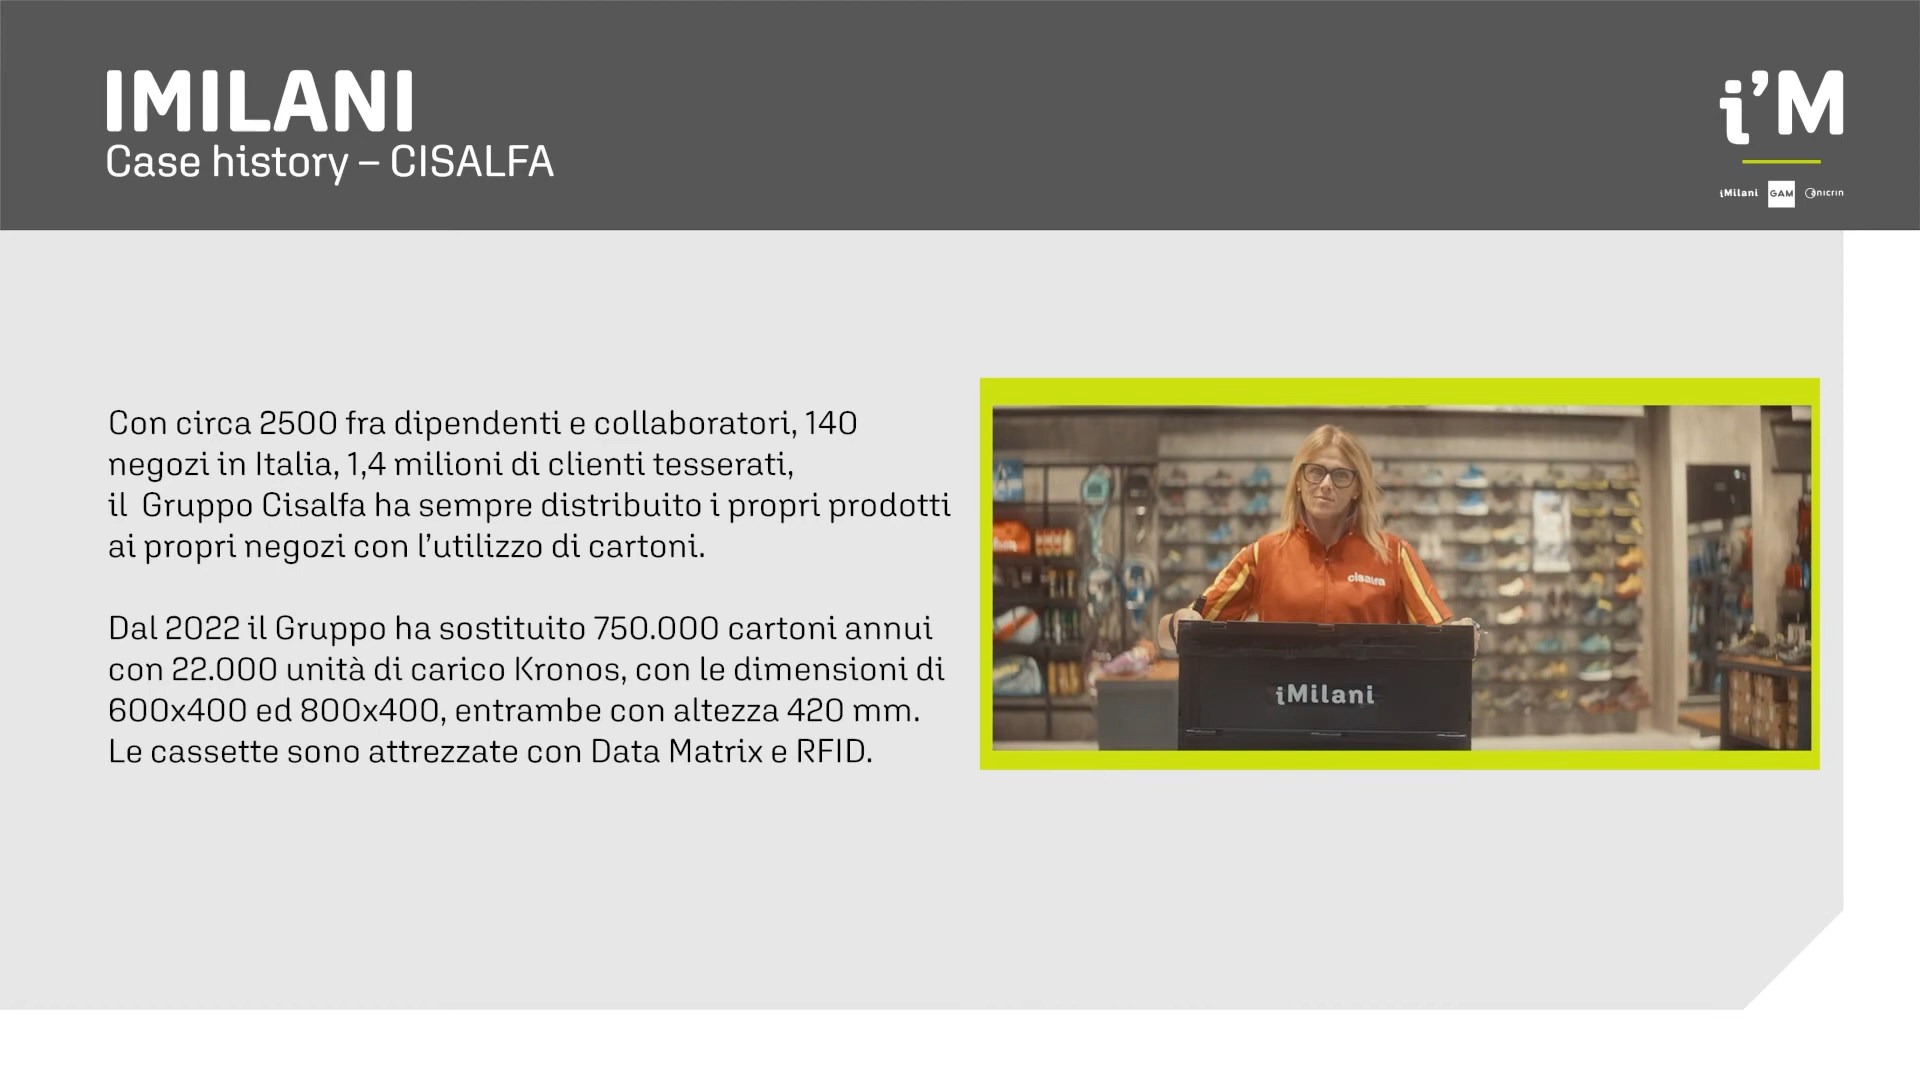 IMILANI
Case history – CISALFA
i'M
iMilani GAM Onicrin
Con circa 2500 fra dipendenti e collaboratori, 140
negozi in Italia, 1,4 milioni di clienti tesserati,
il Gruppo Cisalfa ha sempre distribuito i propri prodotti
ai propri negozi con l’utilizzo di cartoni.
Dal 2022 il Gruppo ha sostituito 750.000 cartoni annui
con 22.000 unità di carico Kronos, con le dimensioni di
600x400 ed 800x400, entrambe con altezza 420 mm.
Le cassette sono attrezzate con Data Matrix e RFID.
cisalfa
iMilani